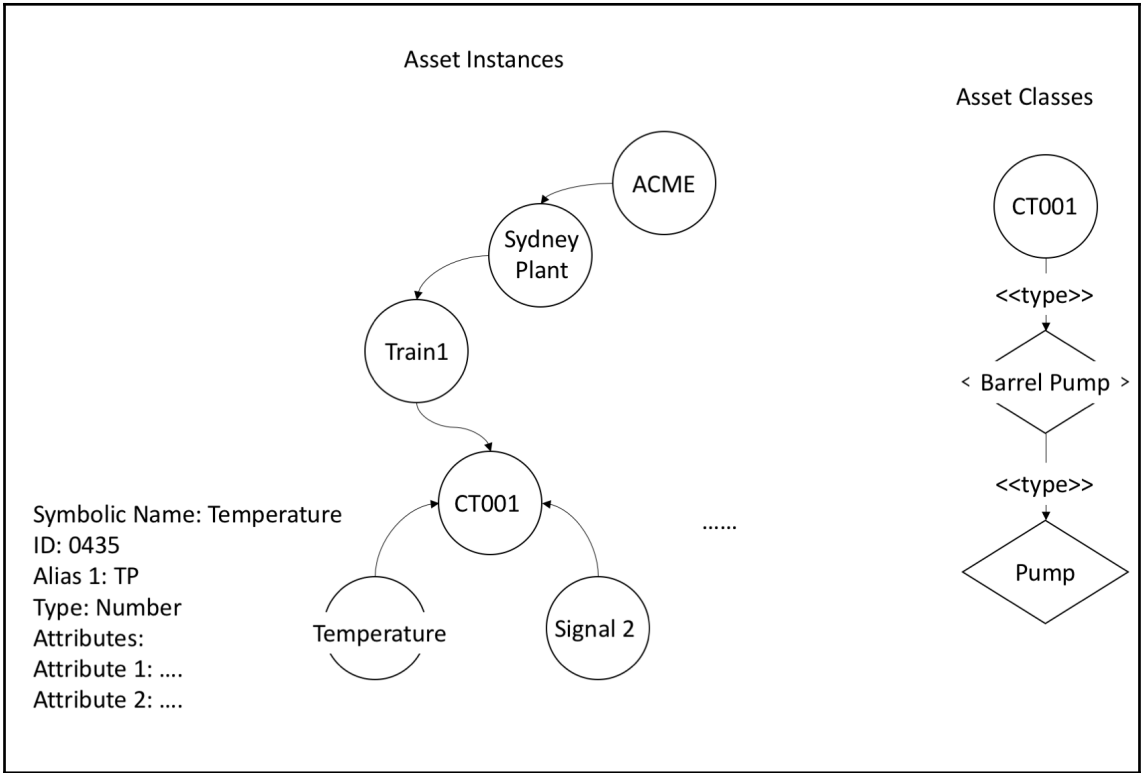 Asset Instances
Asset Classes
ACME
CT001
Sydney
Plant
<<type>>
Train1
< Barrel Pump >
<<type>>
CT001
Symbolic Name: Temperature
ID: 0435
Alias 1: TP
Type: Number
Attributes:
Attribute 1: ....
Attribute 2: ....
......
Pump
Temperature
Signal 2